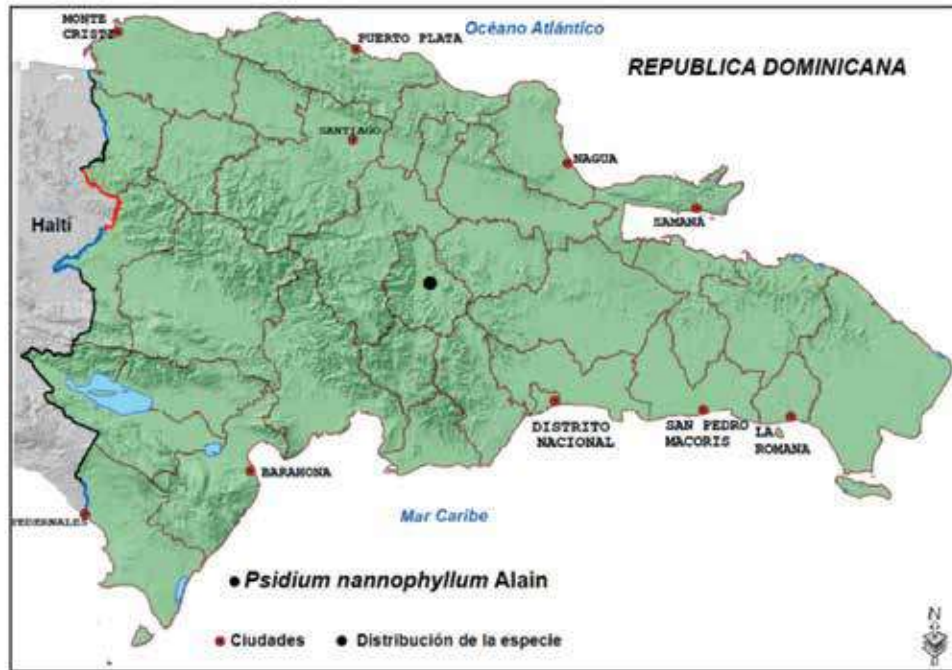 MONTE
CRISTI
Océano Atlántico
PUERTO PLATA
REPUBLICA DOMINICANA
SANTIAGO
NAGUA
Haití
SAMANA
DISTRITO
NACIONAL
SAN PEDRO
MACORIS
LA
ROMANA
BARAHONA
PEDERNALES
Mar Caribe
● Psidium nannophyllum Alain
Ciudades
Distribución de la especie
N